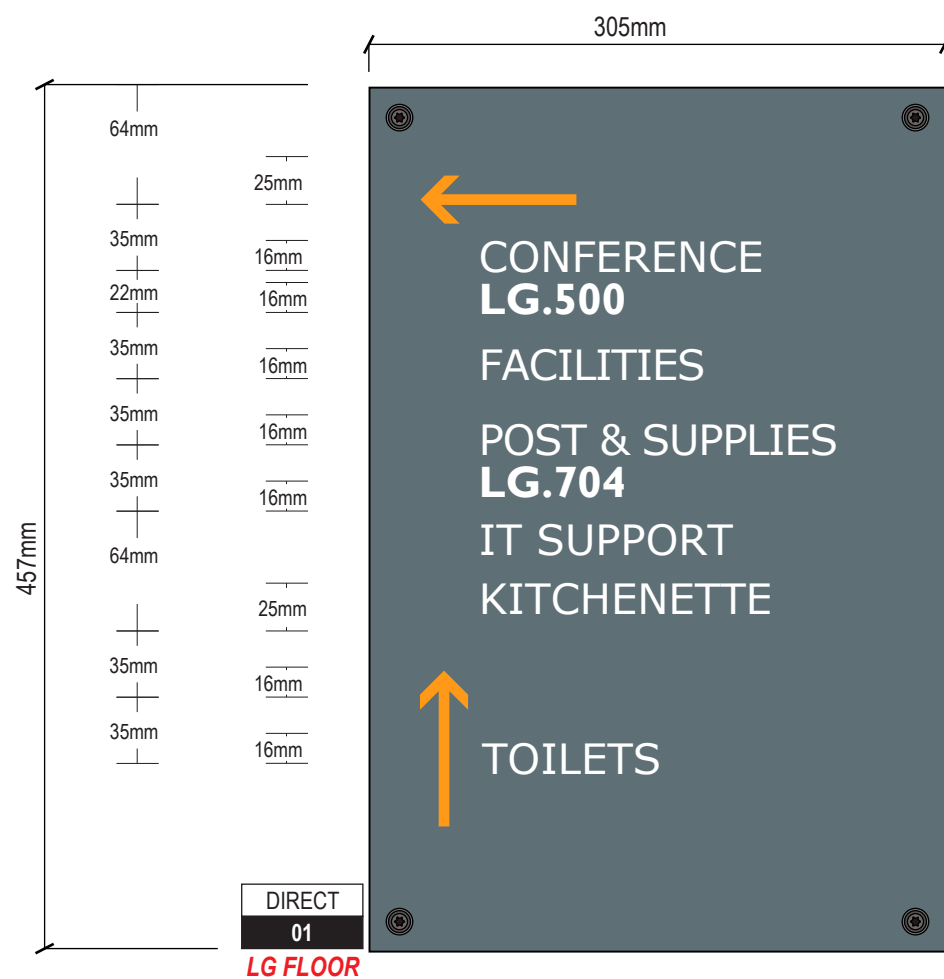 305mm
457mm
64mm
25mm
35mm
16mm
22mm
16mm
35mm
16mm
35mm
16mm
35mm
16mm
64mm
25mm
35mm
16mm
35mm
16mm
CONFERENCE
LG.500
FACILITIES
POST & SUPPLIES
LG.704
IT SUPPORT
KITCHENETTE
TOILETS
DIRECT
01
LG FLOOR